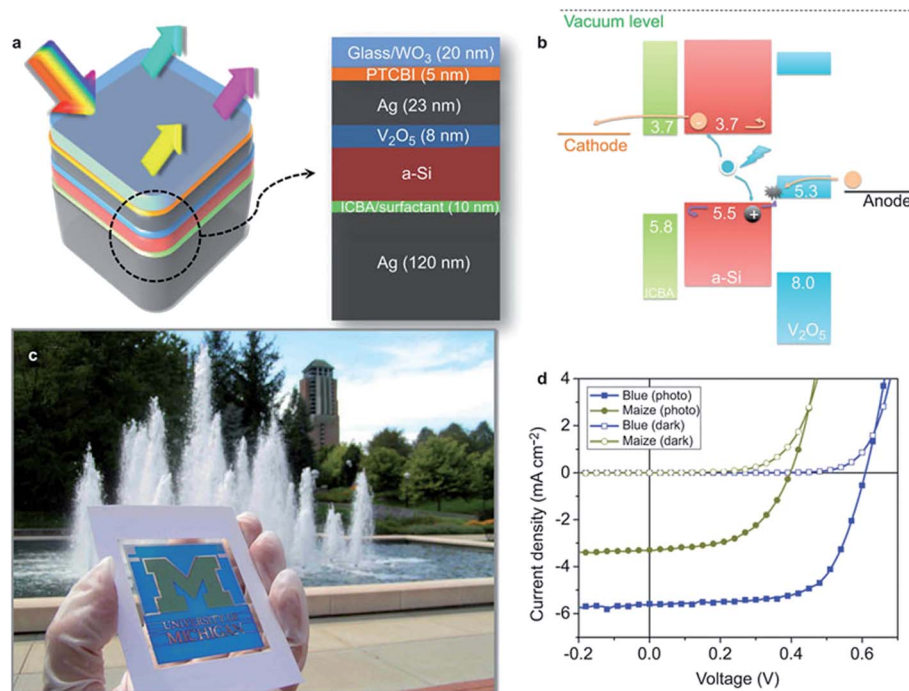 a
Glass/WO₃ (20 nm)
PTCBI (5 nm)
Ag (23 nm)
V₂O₅ (8 nm)
a-Si
ICBA/surfactant (10 nm)
Ag (120 nm)
Vacuum level
b
3.7
3.7
Cathode
5.3
Anode
5.5
+
5.8
ICBA
a-Si
8.0
V₂O₅
c
M
UNIVERSITY OF
MICHIGAN
d
Blue (photo)
Maize (photo)
Blue (dark)
Maize (dark)
Current density (mA cm⁻²)
4
2
0
-2
-4
-6
-0.2
0.0
0.2
0.4
0.6
Voltage (V)